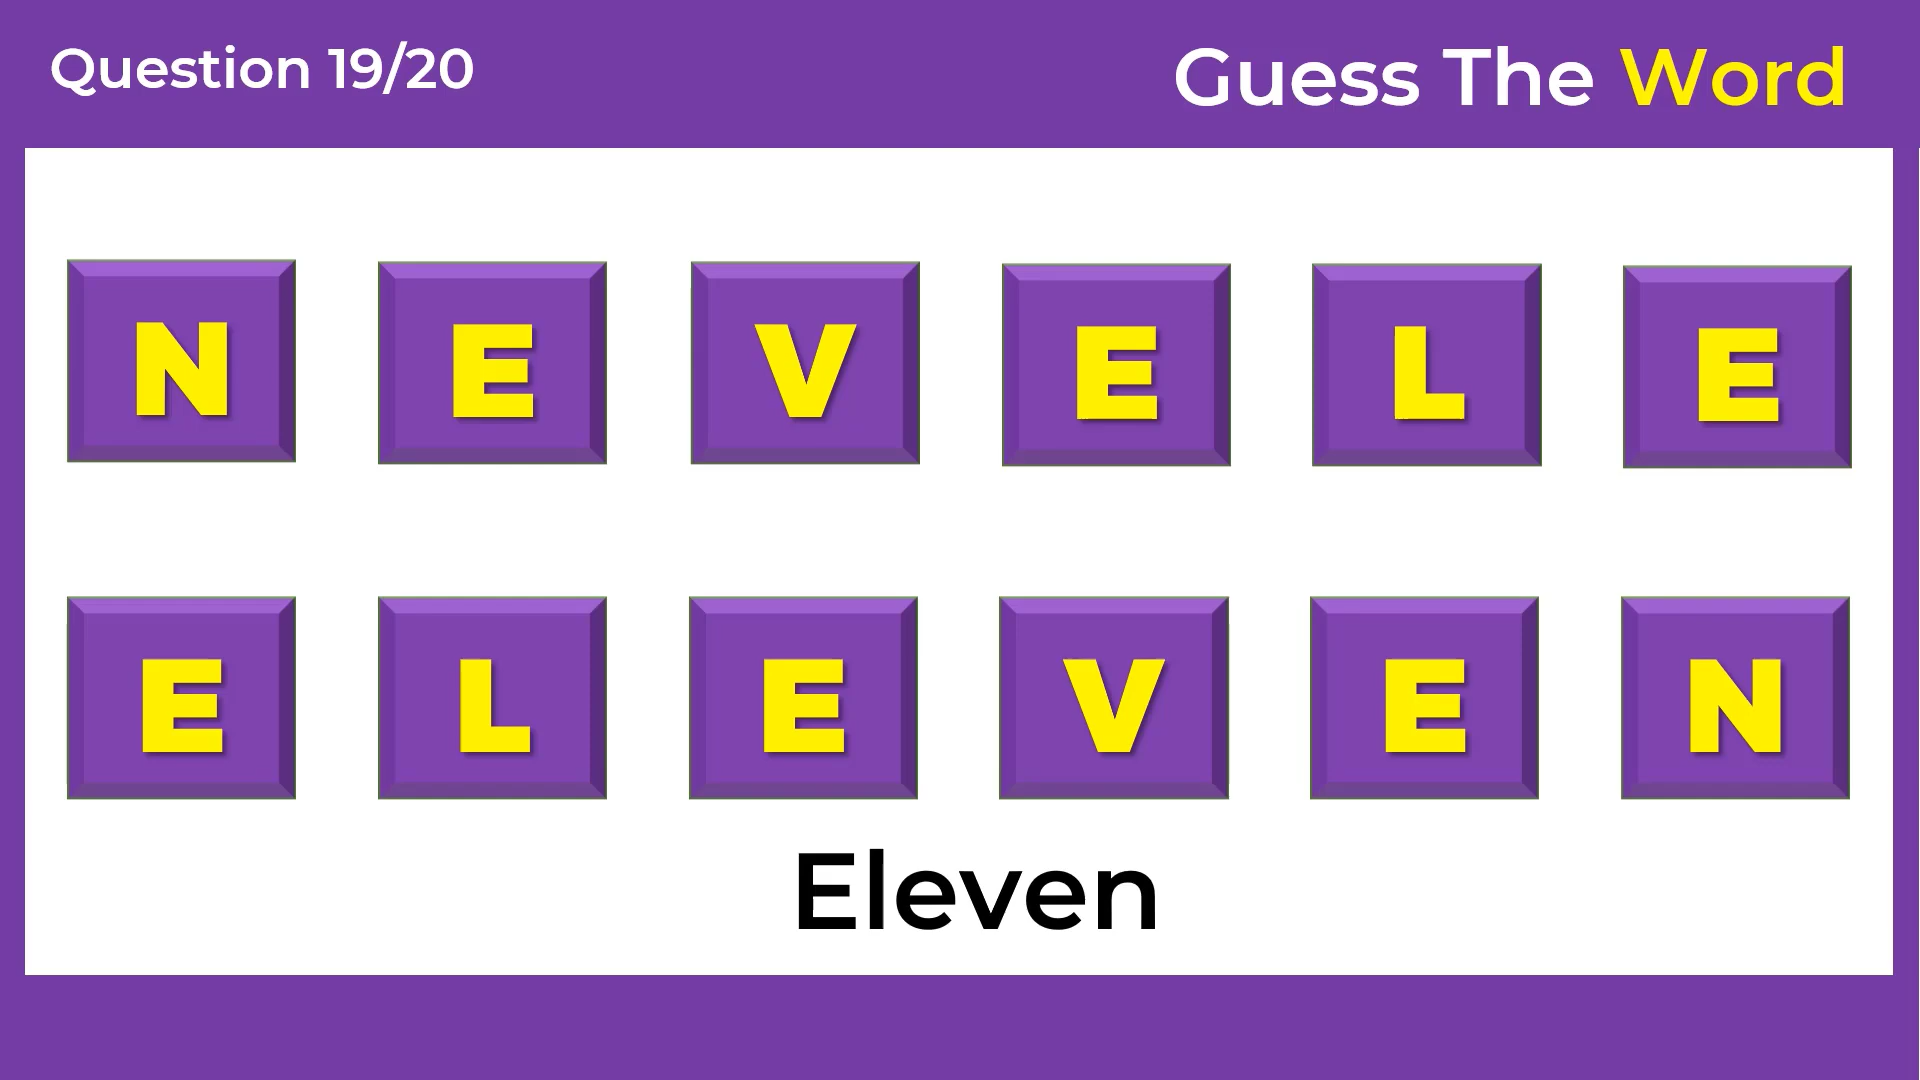 Question 19/20
Guess The Word
N E V E L E
E L E V E N
Eleven